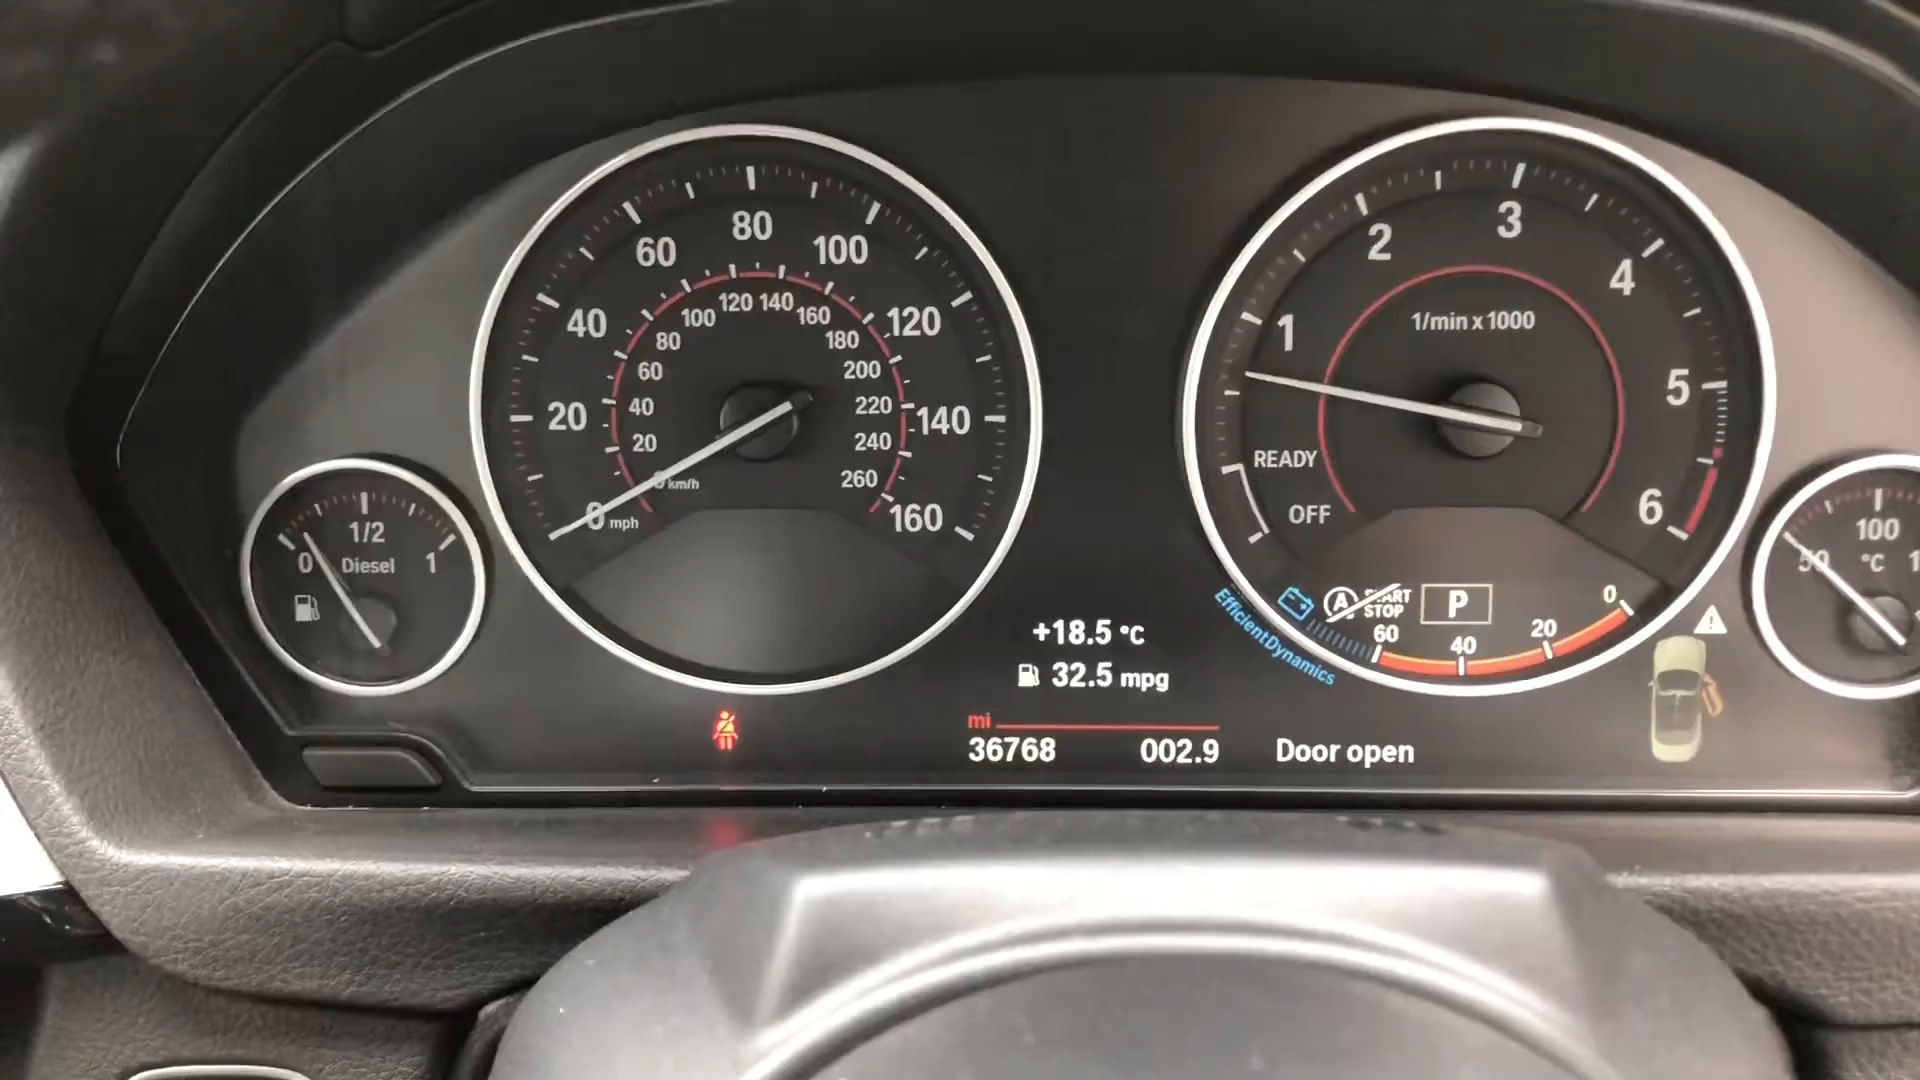 80
60 100
40 120
20 140
0 mph 160
120 140
100 160
80 180
60 200
40 220
20 240
km/h 260
1/2
0 Diesel 1
3
2 4
1 5
6
1/min x 1000
READY
OFF
EfficientDynamics
A START STOP
P
60 40 20 0
100
50 °C
+18.5 °C
32.5 mpg
mi
36768 002.9
Door open